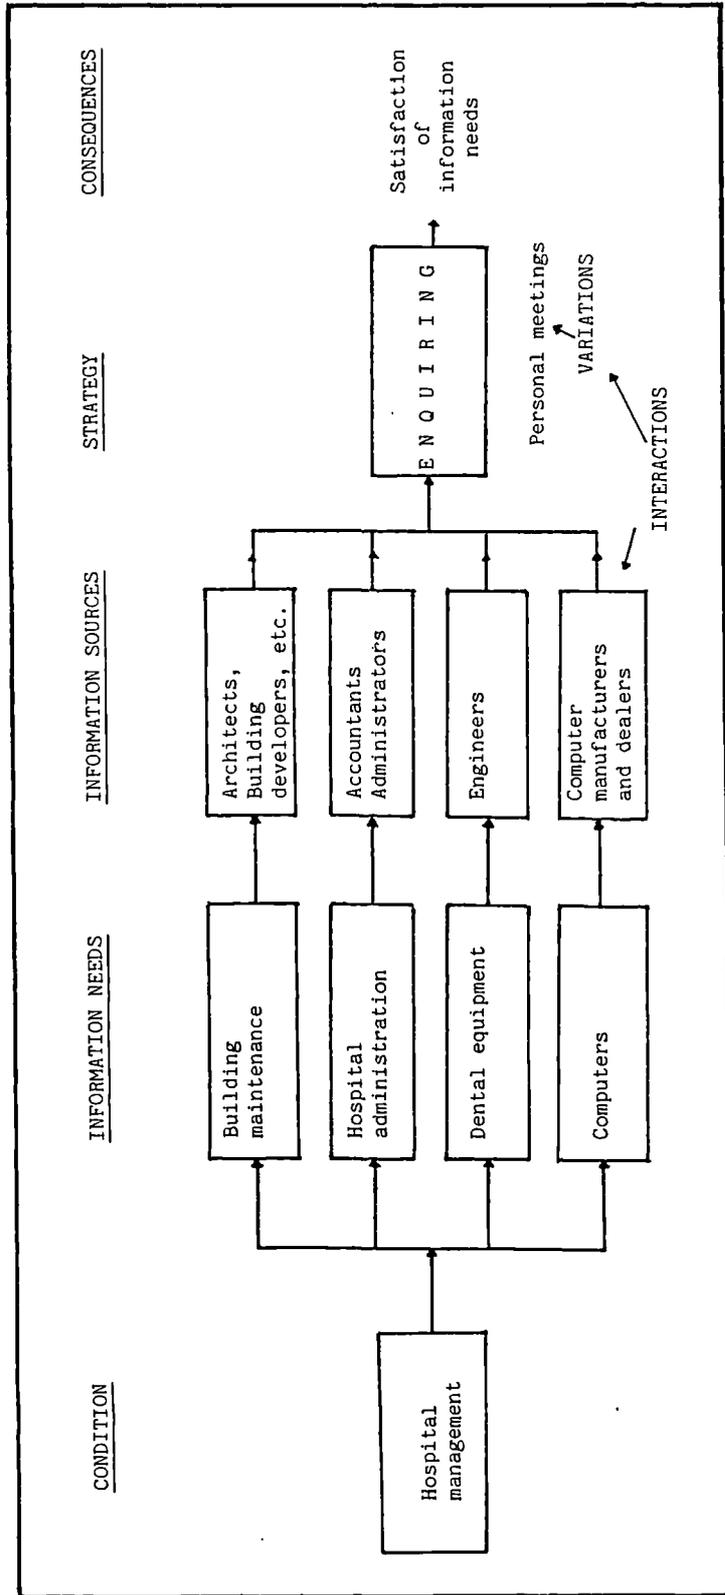 CONDITION
INFORMATION NEEDS
INFORMATION SOURCES
STRATEGY
CONSEQUENCES
Hospital
management
Building
maintenance
Hospital
administration
Dental equipment
Computers
Architects,
Building
developers, etc.
Accountants
Administrators
Engineers
Computer
manufacturers
and dealers
E N Q U I R I N G
Satisfaction
of
information
needs
Personal meetings
VARIATIONS
INTERACTIONS